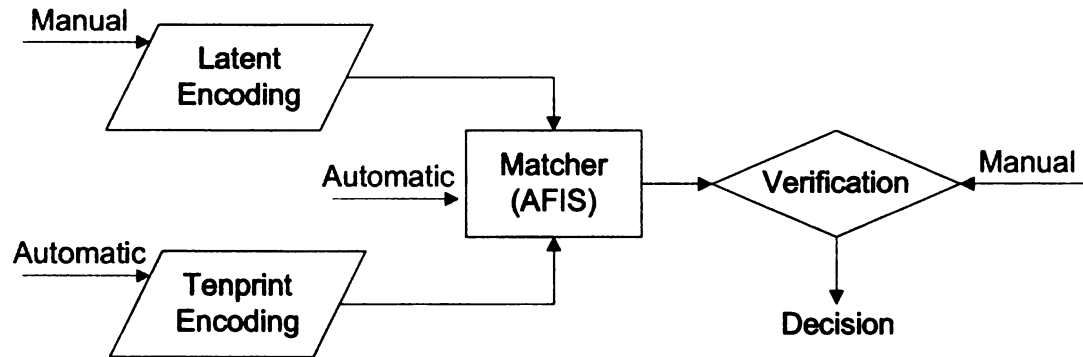 Manual
Latent
Encoding
Automatic
Matcher
(AFIS)
Verification
Manual
Automatic
Tenprint
Encoding
Decision